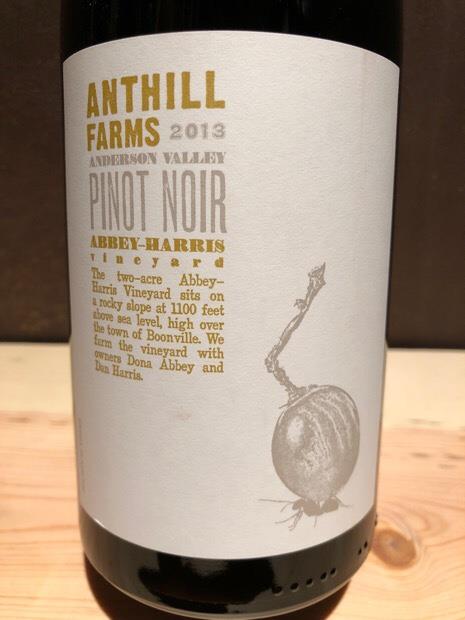 ANTHILL
FARMS 2013
ANDERSON VALLEY
PINOT NOIR
ABBEY-HARRIS
vineyard
The two-acre Abbey-
Harris Vineyard sits on
a rocky slope at 1100 feet
above sea level, high over
the town of Boonville. We
farm the vineyard with
owners Dona Abbey and
Dan Harris.